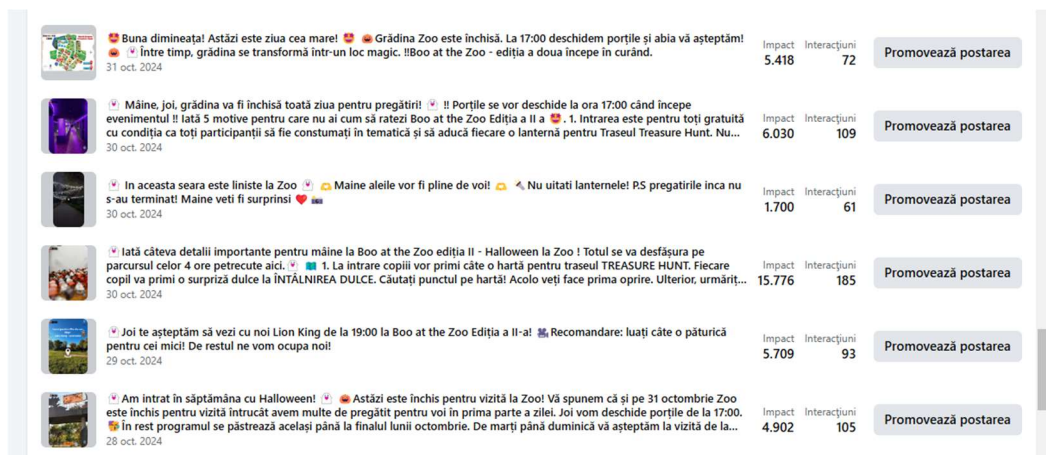 🤩Buna dimineața! Astăzi este ziua cea mare! 🤩 🎃Grădina Zoo este închisă. La 17:00 deschidem porțile și abia vă așteptăm!
🎃 👻Între timp, grădina se transformă într-un loc magic. ‼Boo at the Zoo - ediția a doua începe în curând.
31 oct. 2024
Impact Interacțiuni
5.418 72
Promovează postarea
👻 Mâine, joi, grădina va fi închisă toată ziua pentru pregătiri! 👻 ‼ Porțile se vor deschide la ora 17:00 când începe
evenimentul ‼ Iată 5 motive pentru care nu ai cum să ratezi Boo at the Zoo Ediția a II a 🤩. 1. Intrarea este pentru toți gratuită
cu condiția ca toți participanții să fie constumați în tematică și să aducă fiecare o lanternă pentru Traseul Treasure Hunt. Nu...
30 oct. 2024
Impact Interacțiuni
6.030 109
Promovează postarea
👻 In aceasta seara este liniste la Zoo 👻 🫶Maine aleile vor fi pline de voi! 🫶 🔦Nu uitati lanternele! P.S pregatirile inca nu
s-au terminat! Maine veti fi surprinsi ❤️ 📸
30 oct. 2024
Impact Interacțiuni
1.700 61
Promovează postarea
👻Iată câteva detalii importante pentru mâine la Boo at the Zoo ediția II - Halloween la Zoo ! Totul se va desfășura pe
parcursul celor 4 ore petrecute aici.👻 🗺 1. La intrare copiii vor primi câte o hartă pentru traseul TREASURE HUNT. Fiecare
copil va primi o surpriză dulce la ÎNTÂLNIREA DULCE. Căutați punctul pe hartă! Acolo veți face prima oprire. Ulterior, urmăriț...
30 oct. 2024
Impact Interacțiuni
15.776 185
Promovează postarea
👻Joi te așteptăm să vezi cu noi Lion King de la 19:00 la Boo at the Zoo Ediția a II-a! 🎥Recomandare: luați câte o păturică
pentru cei mici! De restul ne vom ocupa noi!
29 oct. 2024
Impact Interacțiuni
5.709 93
Promovează postarea
👻 Am intrat în săptămâna cu Halloween! 👻 🎃Astăzi este închis pentru vizită la Zoo! Vă spunem că și pe 31 octombrie Zoo
este închis pentru vizită întrucât avem multe de pregătit pentru voi în prima parte a zilei. Joi vom deschide porțile de la 17:00.
🥰În rest programul se păstrează același până la finalul lunii octombrie. De marți până duminică vă așteptăm la vizită de la...
28 oct. 2024
Impact Interacțiuni
4.902 105
Promovează postarea